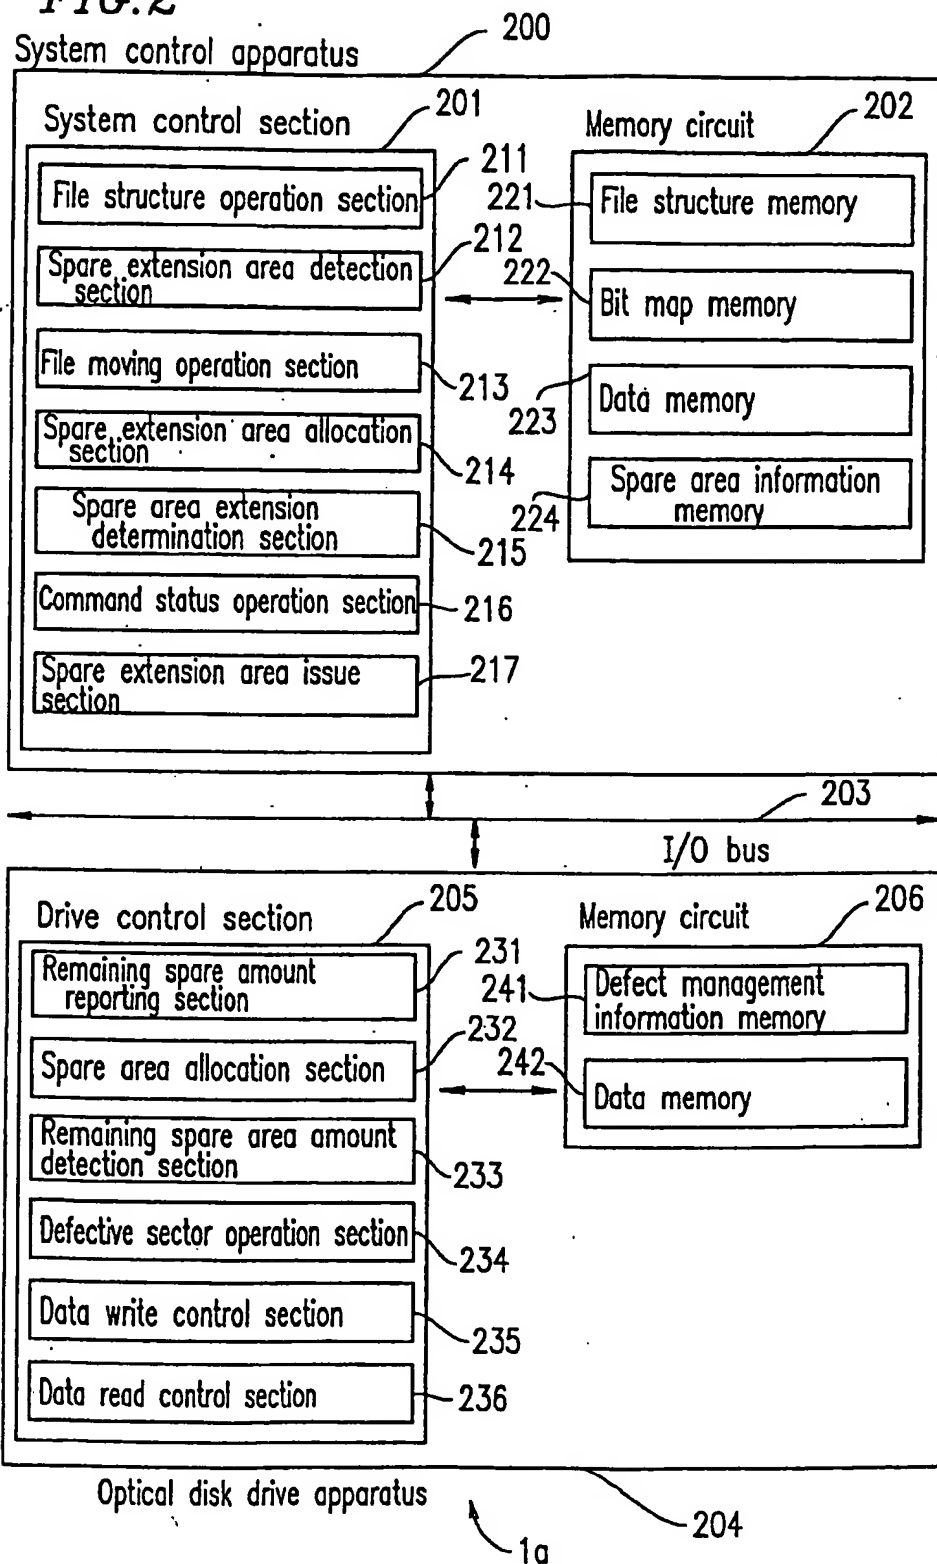 FIG.2
200
System control apparatus
201
System control section
Memory circuit
202
211
File structure operation section
221
File structure memory
212
Spare extension area detection
section
222
Bit map memory
File moving operation section
213
223
Data memory
Spare extension area allocation
section
214
224
Spare area information
memory
Spare area extension
determination section
215
Command status operation section
216
Spare extension area issue
section
217
203
I/O bus
205
Drive control section
Memory circuit
206
Remaining spare amount
reporting section
231
241
Defect management
information memory
232
Spare area allocation section
242
Data memory
Remaining spare area amount
detection section
233
Defective sector operation section
234
Data write control section
235
Data read control section
236
Optical disk drive apparatus
204
1a